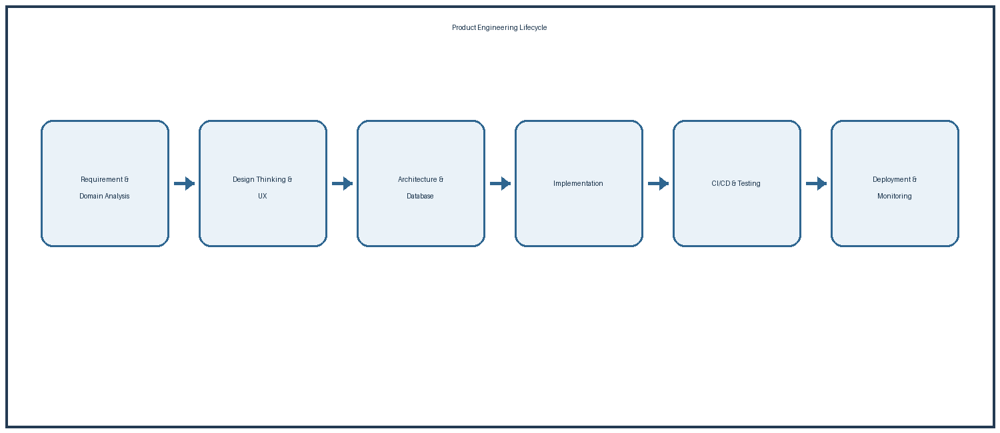 Product Engineering Lifecycle
Requirement &
Domain Analysis
Design Thinking &
UX
Architecture &
Database
Implementation
CI/CD & Testing
Deployment &
Monitoring